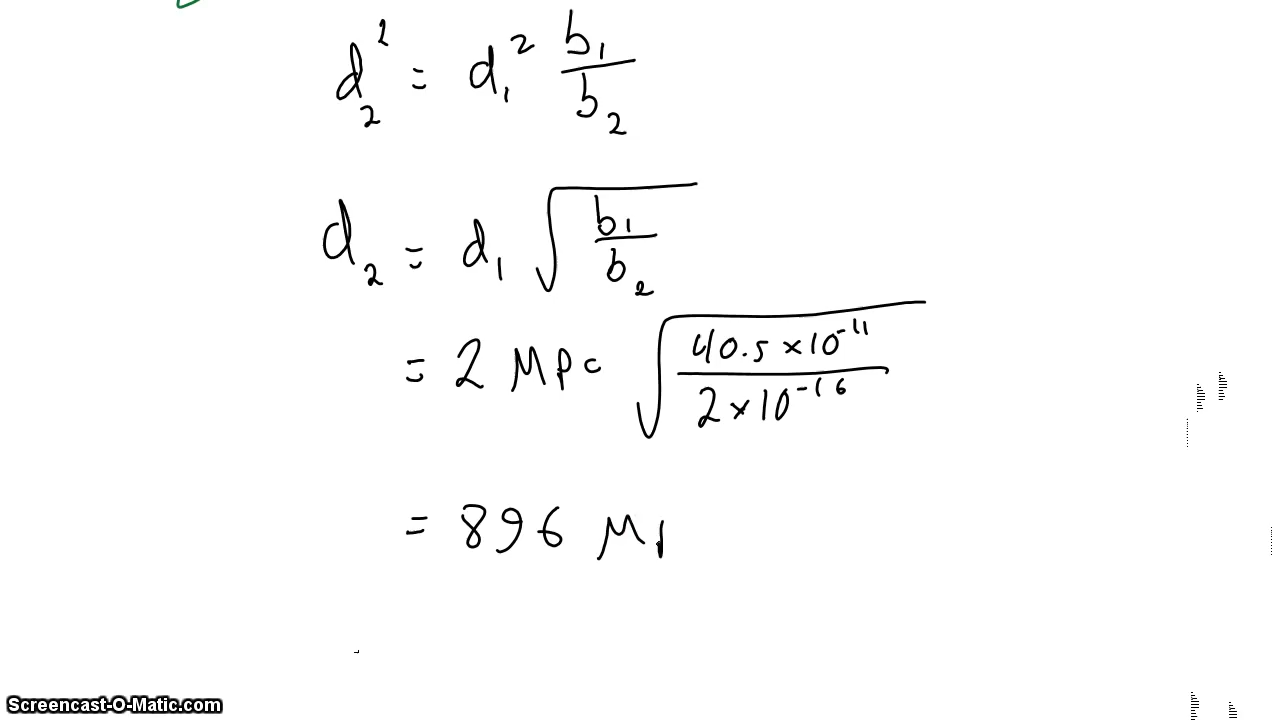 d₂² = d₁² b₁/b₂
d₂ = d₁ √(b₁/b₂)
= 2 Mpc √(40.5 × 10⁻¹¹ / 2 × 10⁻¹⁶)
= 896 M
Screencast-O-Matic.com